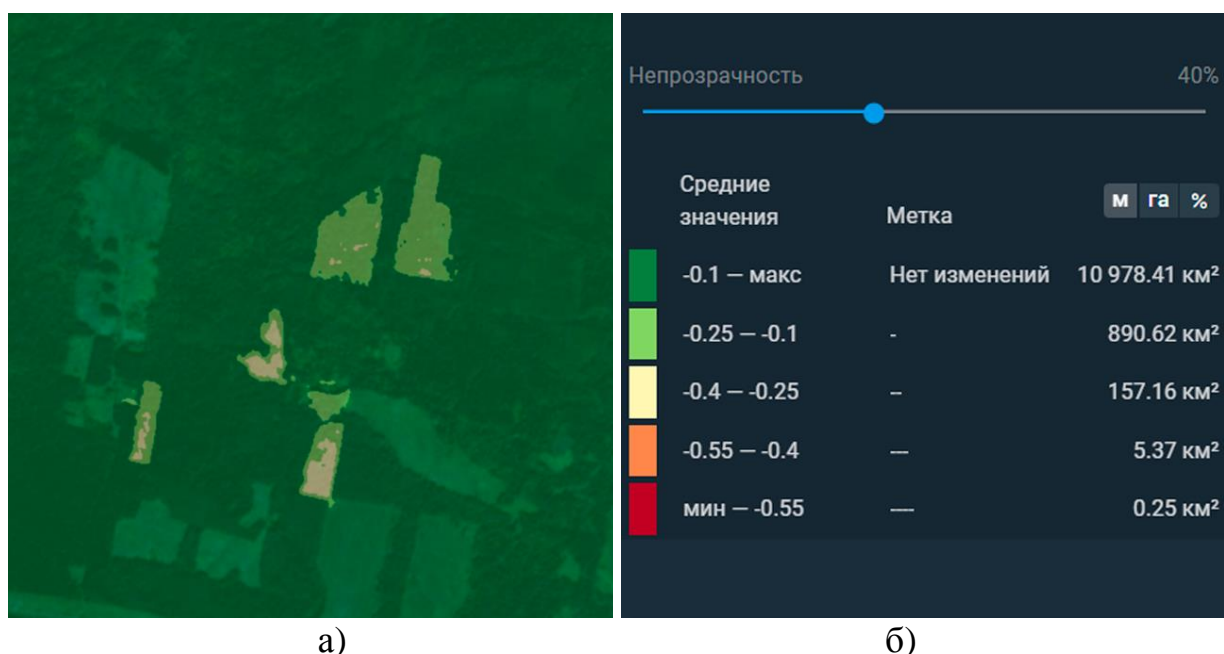 Непрозрачность 40%
Средние
значения Метка м га %
-0.1 — макс Нет изменений 10 978.41 км²
-0.25 — -0.1 - 890.62 км²
-0.4 — -0.25 -- 157.16 км²
-0.55 — -0.4 --- 5.37 км²
мин — -0.55 ---- 0.25 км²
а) б)